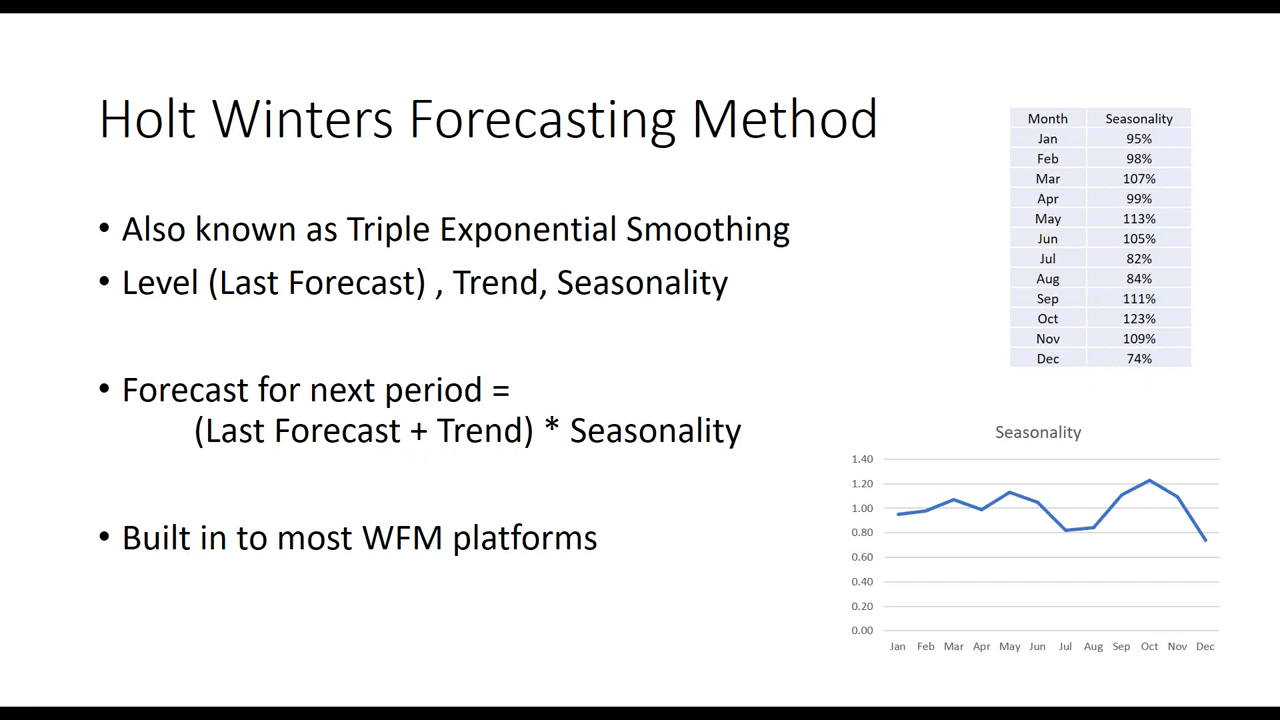 Holt Winters Forecasting Method
• Also known as Triple Exponential Smoothing
• Level (Last Forecast) , Trend, Seasonality
• Forecast for next period =
(Last Forecast + Trend) * Seasonality
• Built in to most WFM platforms
Month Seasonality
Jan 95%
Feb 98%
Mar 107%
Apr 99%
May 113%
Jun 105%
Jul 82%
Aug 84%
Sep 111%
Oct 123%
Nov 109%
Dec 74%
Seasonality
1.40
1.20
1.00
0.80
0.60
0.40
0.20
0.00
Jan Feb Mar Apr May Jun Jul Aug Sep Oct Nov Dec